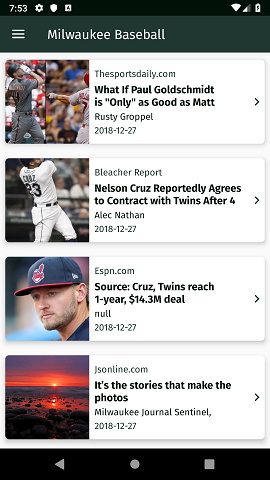 7:53
Milwaukee Baseball
Thesportsdaily.com
What If Paul Goldschmidt
is "Only" as Good as Matt
Rusty Groppel
2018-12-27
Bleacher Report
Nelson Cruz Reportedly Agrees
to Contract with Twins After 4
Alec Nathan
2018-12-27
Espn.com
Source: Cruz, Twins reach
1-year, $14.3M deal
null
2018-12-27
Jsonline.com
It's the stories that make the
photos
Milwaukee Journal Sentinel,
2018-12-27